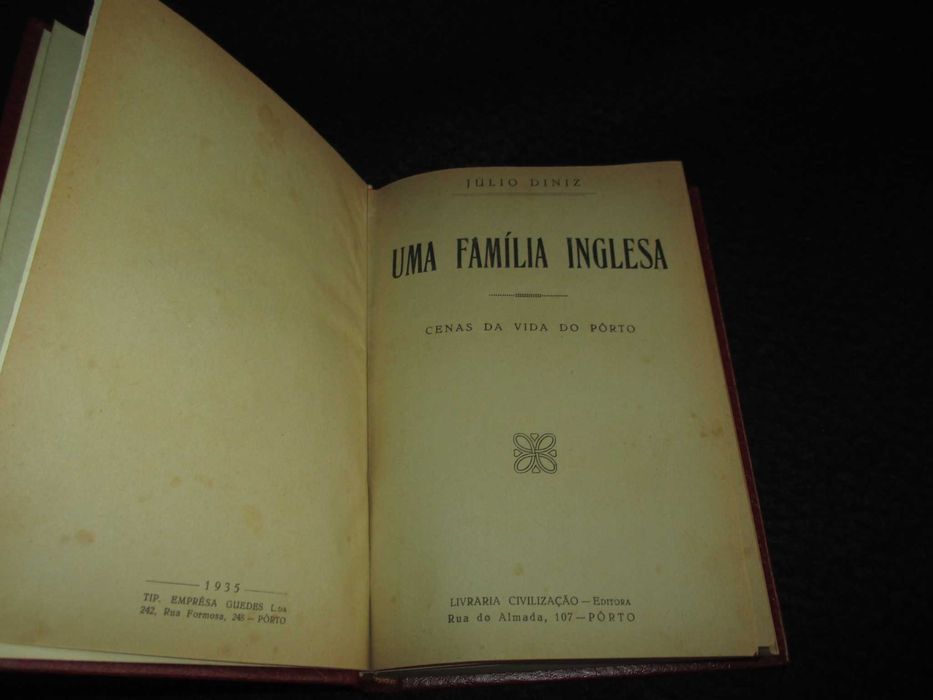 1935
TIP. EMPRÊSA GUEDES L.DA
242, Rua Formosa, 248 — PÔRTO
JÚLIO DINIZ
UMA FAMÍLIA INGLESA
CENAS DA VIDA DO PÔRTO
LIVRARIA CIVILIZAÇÃO — EDITORA
Rua do Almada, 107 — PÔRTO